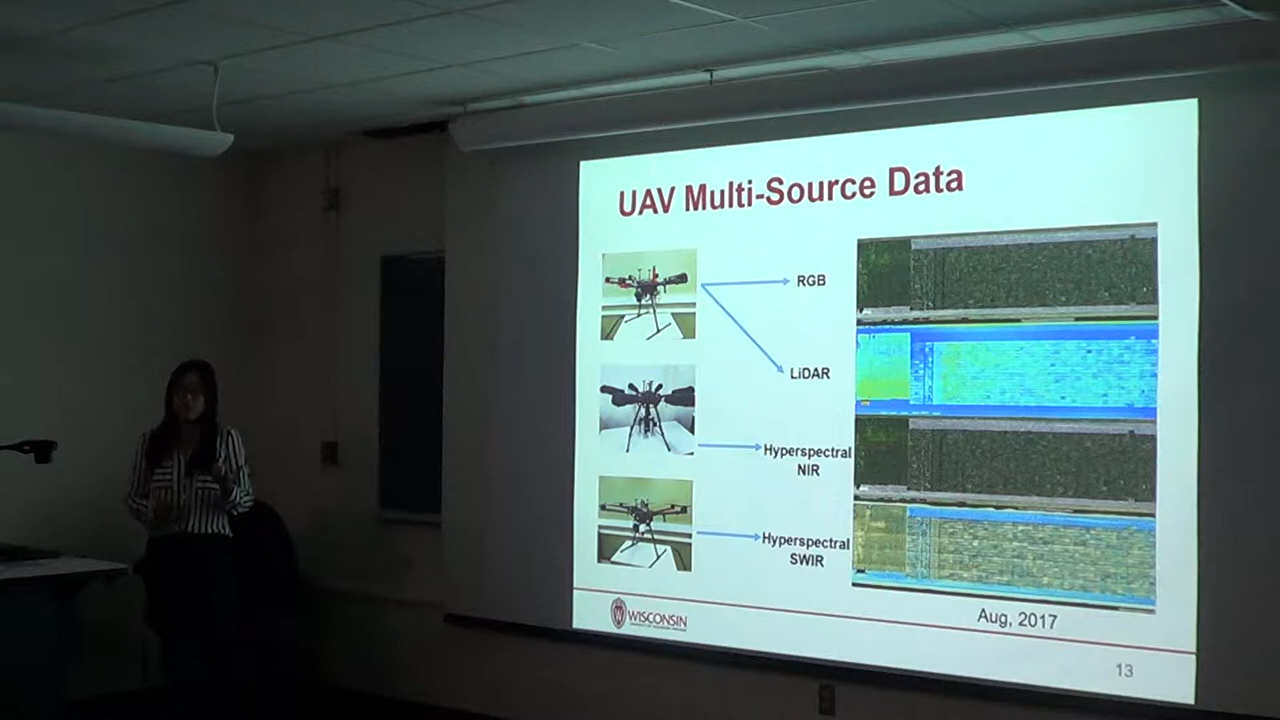 UAV Multi-Source Data
RGB
LiDAR
Hyperspectral
NIR
Hyperspectral
SWIR
Aug, 2017
WISCONSIN
13